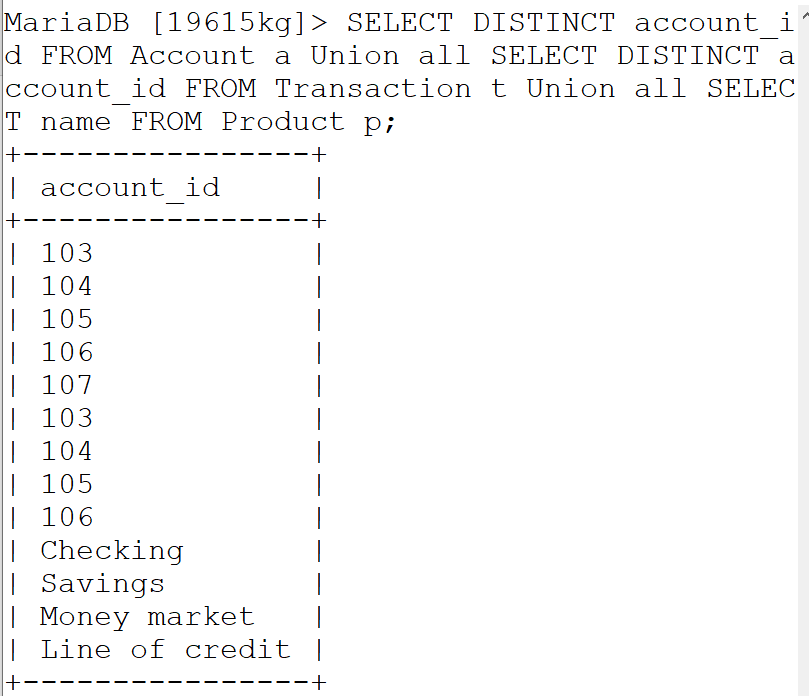 MariaDB [19615kg]> SELECT DISTINCT account_i
d FROM Account a Union all SELECT DISTINCT a
ccount_id FROM Transaction t Union all SELEC
T name FROM Product p;
+----------------+
| account_id     |
+----------------+
| 103            |
| 104            |
| 105            |
| 106            |
| 107            |
| 103            |
| 104            |
| 105            |
| 106            |
| Checking       |
| Savings        |
| Money market   |
| Line of credit |
+----------------+